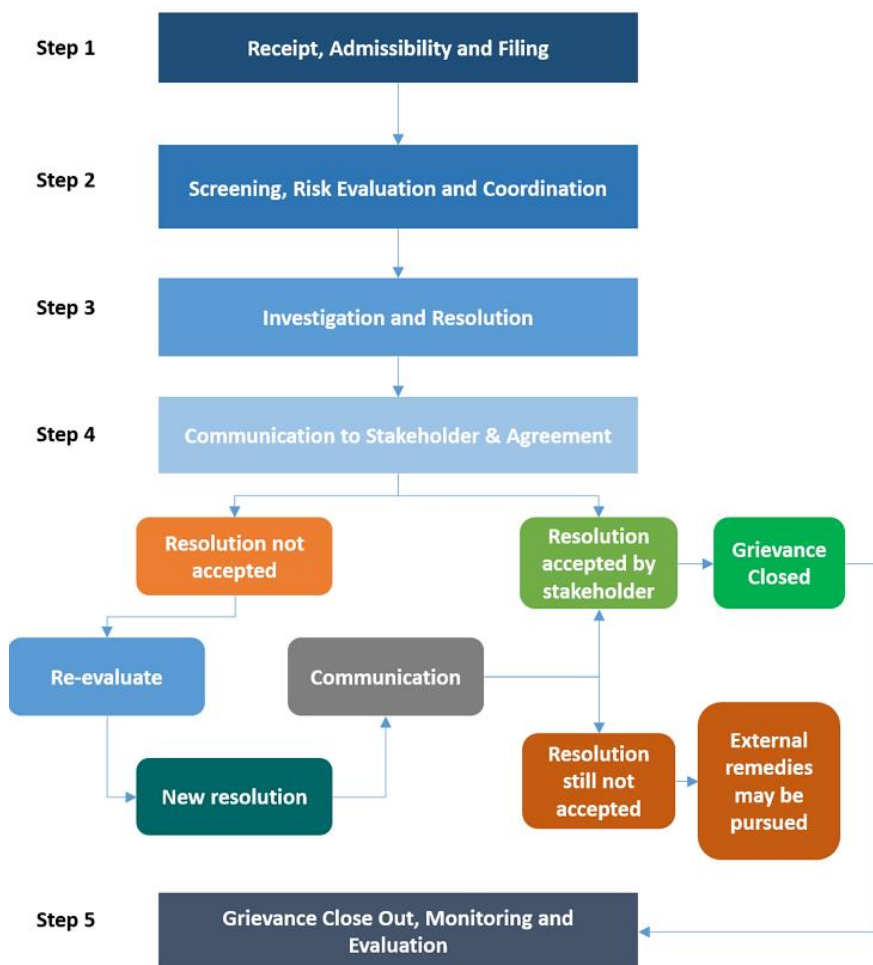 Step 1
Receipt, Admissibility and Filing
Step 2
Screening, Risk Evaluation and Coordination
Step 3
Investigation and Resolution
Step 4
Communication to Stakeholder & Agreement
Resolution not
accepted
Resolution
accepted by
stakeholder
Grievance
Closed
Re-evaluate
Communication
New resolution
Resolution
still not
accepted
External
remedies
may be
pursued
Step 5
Grievance Close Out, Monitoring and
Evaluation